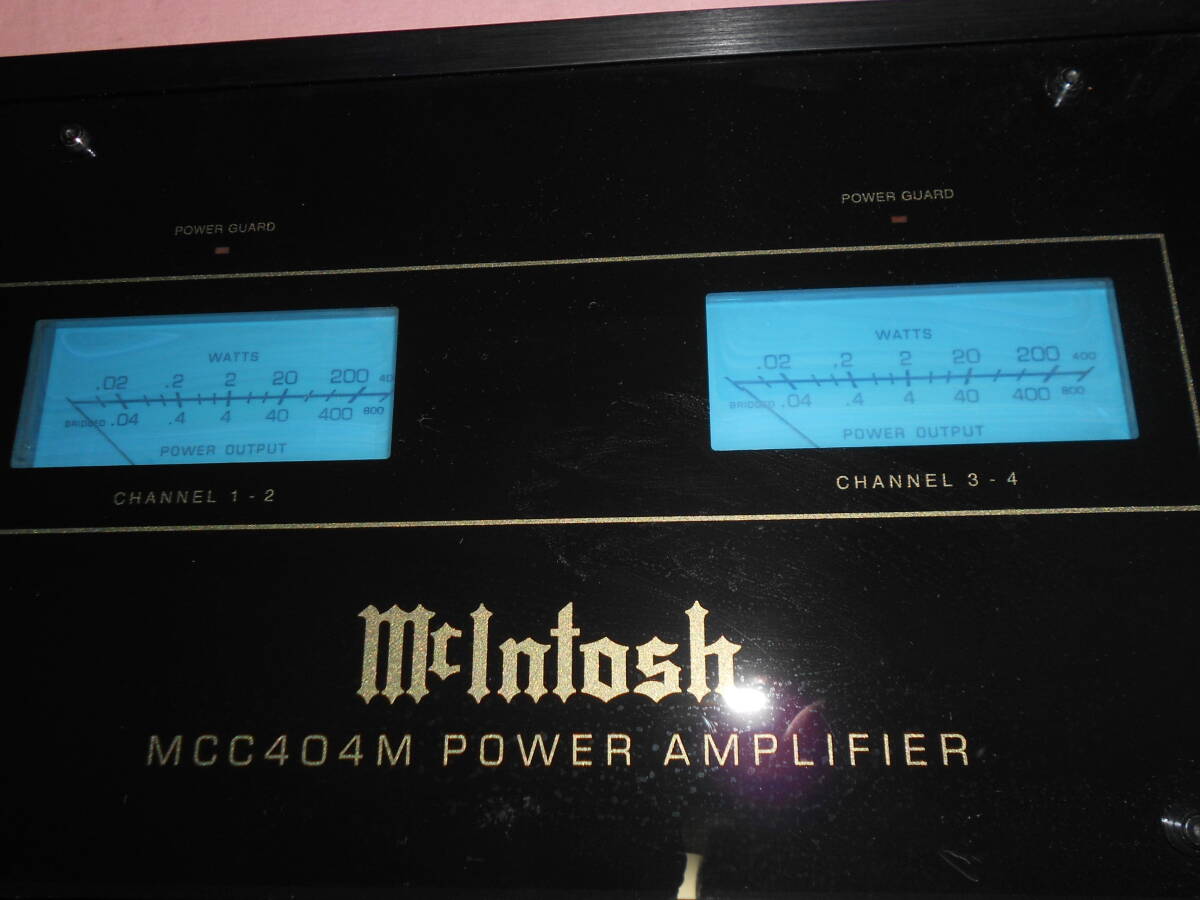 POWER GUARD
POWER GUARD
WATTS
.02 .2 2 20 200 40
BRIDGED .04 .4 4 40 400 800
POWER OUTPUT
CHANNEL 1 - 2
WATTS
.02 .2 2 20 200 400
BRIDGED .04 .4 4 40 400 800
POWER OUTPUT
CHANNEL 3 - 4
McIntosh
MCC404M POWER AMPLIFIER